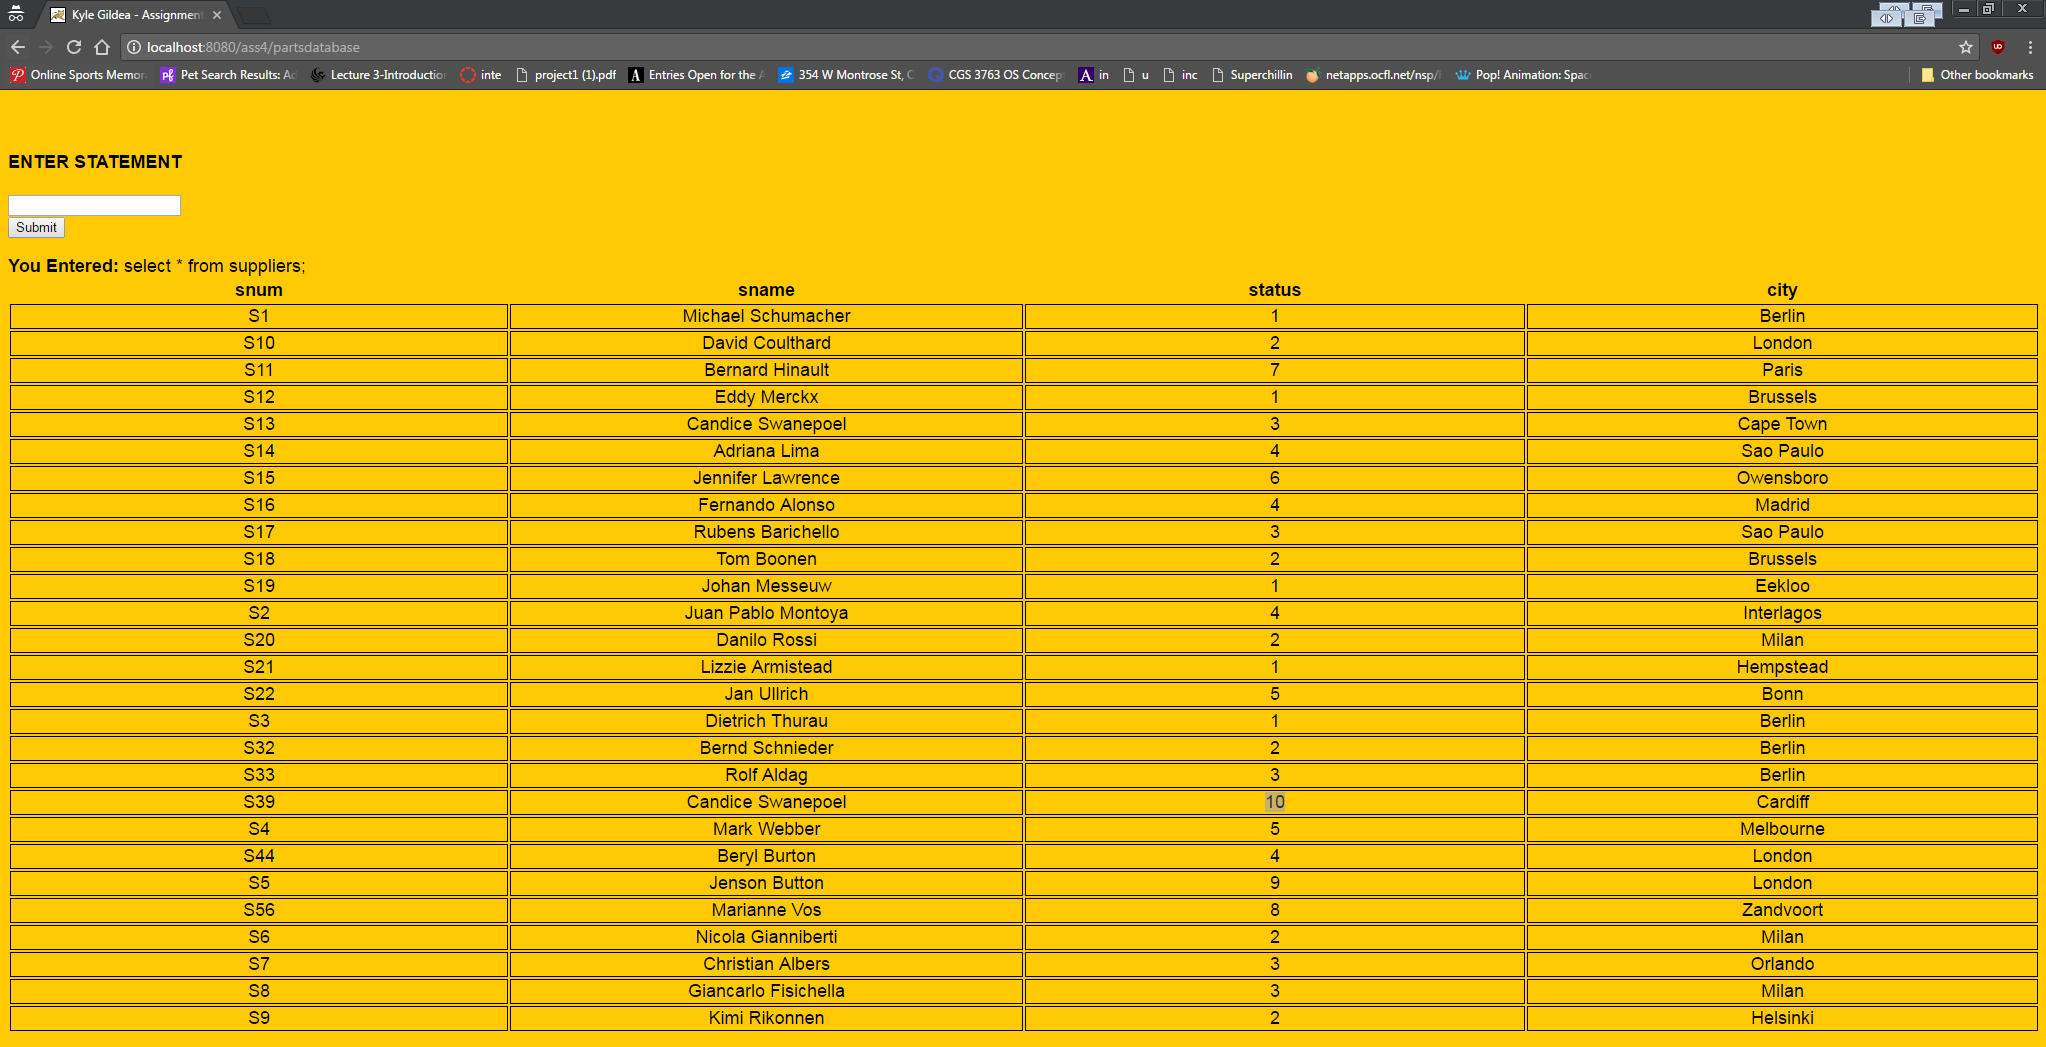 Kyle Gildea - Assignment
localhost:8080/ass4/partsdatabase
Online Sports Memor Pet Search Results: Ad Lecture 3-Introduction inte project1 (1).pdf Entries Open for the A 354 W Montrose St, C CGS 3763 OS Concep in u inc Superchillin netapps.ocfl.net/nsp/ Pop! Animation: Space Other bookmarks
ENTER STATEMENT
Submit
You Entered: select * from suppliers;
snum sname status city
S1 Michael Schumacher 1 Berlin
S10 David Coulthard 2 London
S11 Bernard Hinault 7 Paris
S12 Eddy Merckx 1 Brussels
S13 Candice Swanepoel 3 Cape Town
S14 Adriana Lima 4 Sao Paulo
S15 Jennifer Lawrence 6 Owensboro
S16 Fernando Alonso 4 Madrid
S17 Rubens Barichello 3 Sao Paulo
S18 Tom Boonen 2 Brussels
S19 Johan Messeuw 1 Eekloo
S2 Juan Pablo Montoya 4 Interlagos
S20 Danilo Rossi 2 Milan
S21 Lizzie Armistead 1 Hempstead
S22 Jan Ullrich 5 Bonn
S3 Dietrich Thurau 1 Berlin
S32 Bernd Schnieder 2 Berlin
S33 Rolf Aldag 3 Berlin
S39 Candice Swanepoel 10 Cardiff
S4 Mark Webber 5 Melbourne
S44 Beryl Burton 4 London
S5 Jenson Button 9 London
S56 Marianne Vos 8 Zandvoort
S6 Nicola Gianniberti 2 Milan
S7 Christian Albers 3 Orlando
S8 Giancarlo Fisichella 3 Milan
S9 Kimi Rikonnen 2 Helsinki